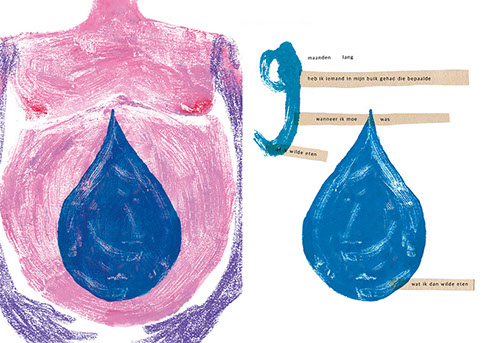 9 maanden lang
heb ik iemand in mijn buik gehad die bepaalde
wanneer ik moe was
wilde eten
wat ik dan wilde eten